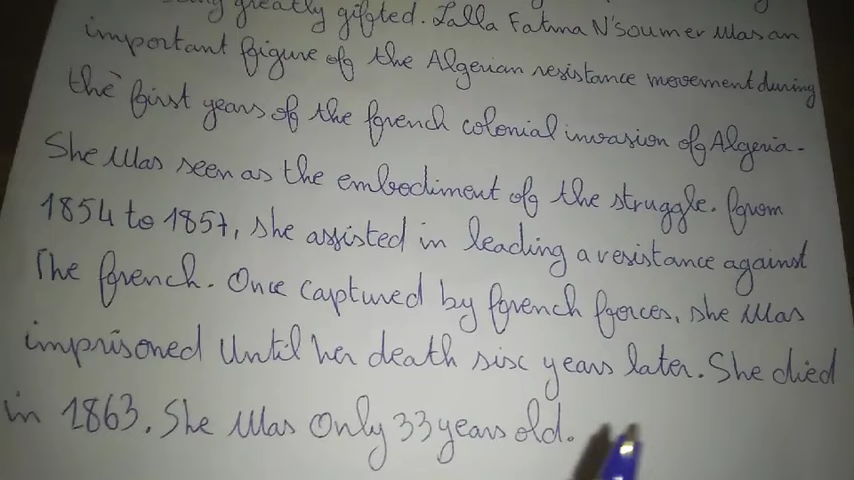 greatly gifted. Lalla Fatma N'soumer was an
important figure of the Algerian resistance movement during
the first years of the french colonial invasion of Algeria.
She was seen as the embodiment of the struggle. From
1854 to 1857, she assisted in leading a resistance against
The french. Once captured by french forces, she was
imprisoned Until her death six years later. She died
in 1863. She was Only 33 years old.